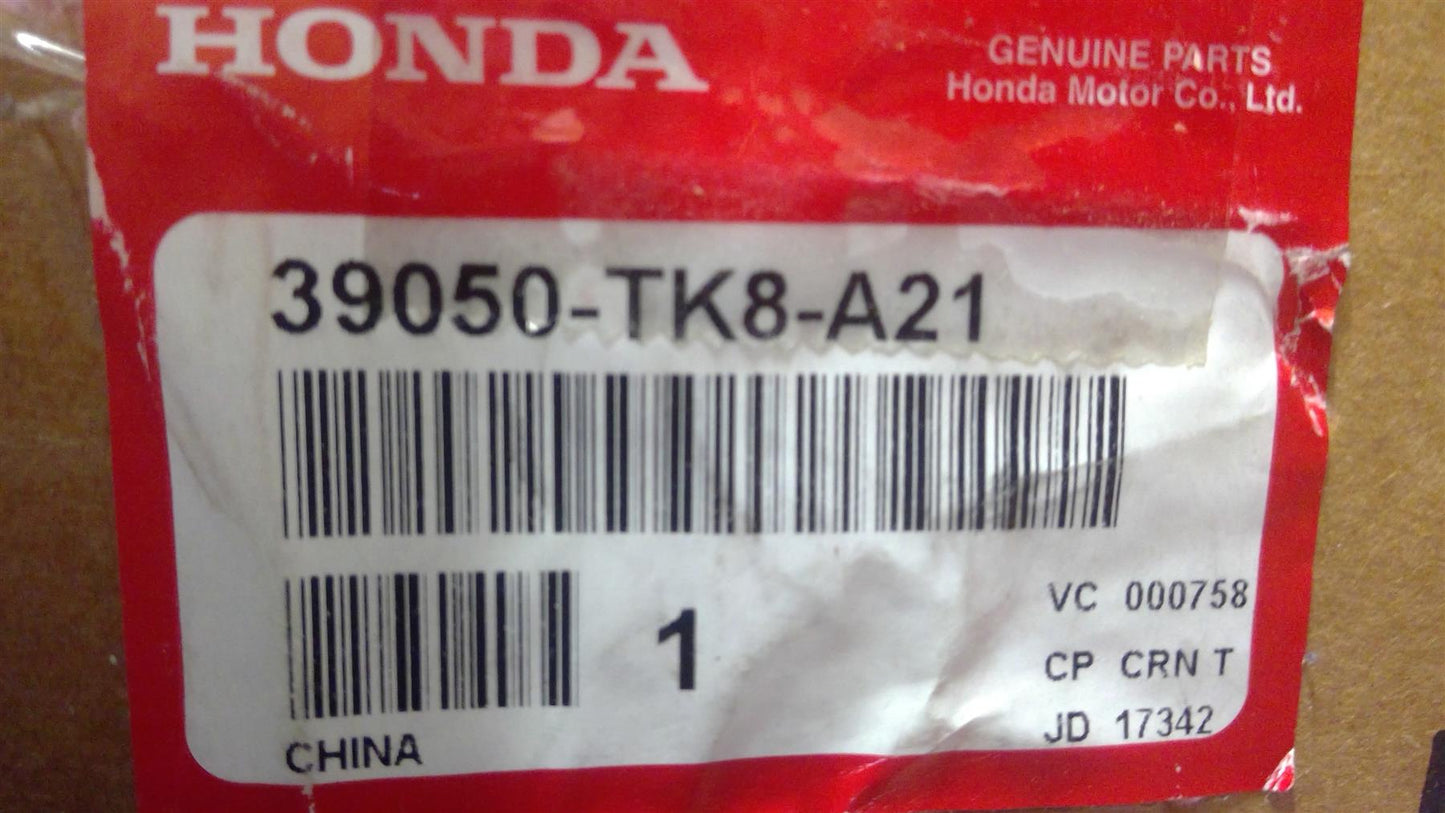 HONDA
GENUINE PARTS
Honda Motor Co., Ltd.
39050-TK8-A21
1
VC 000758
CP CRN T
JD 17342
CHINA